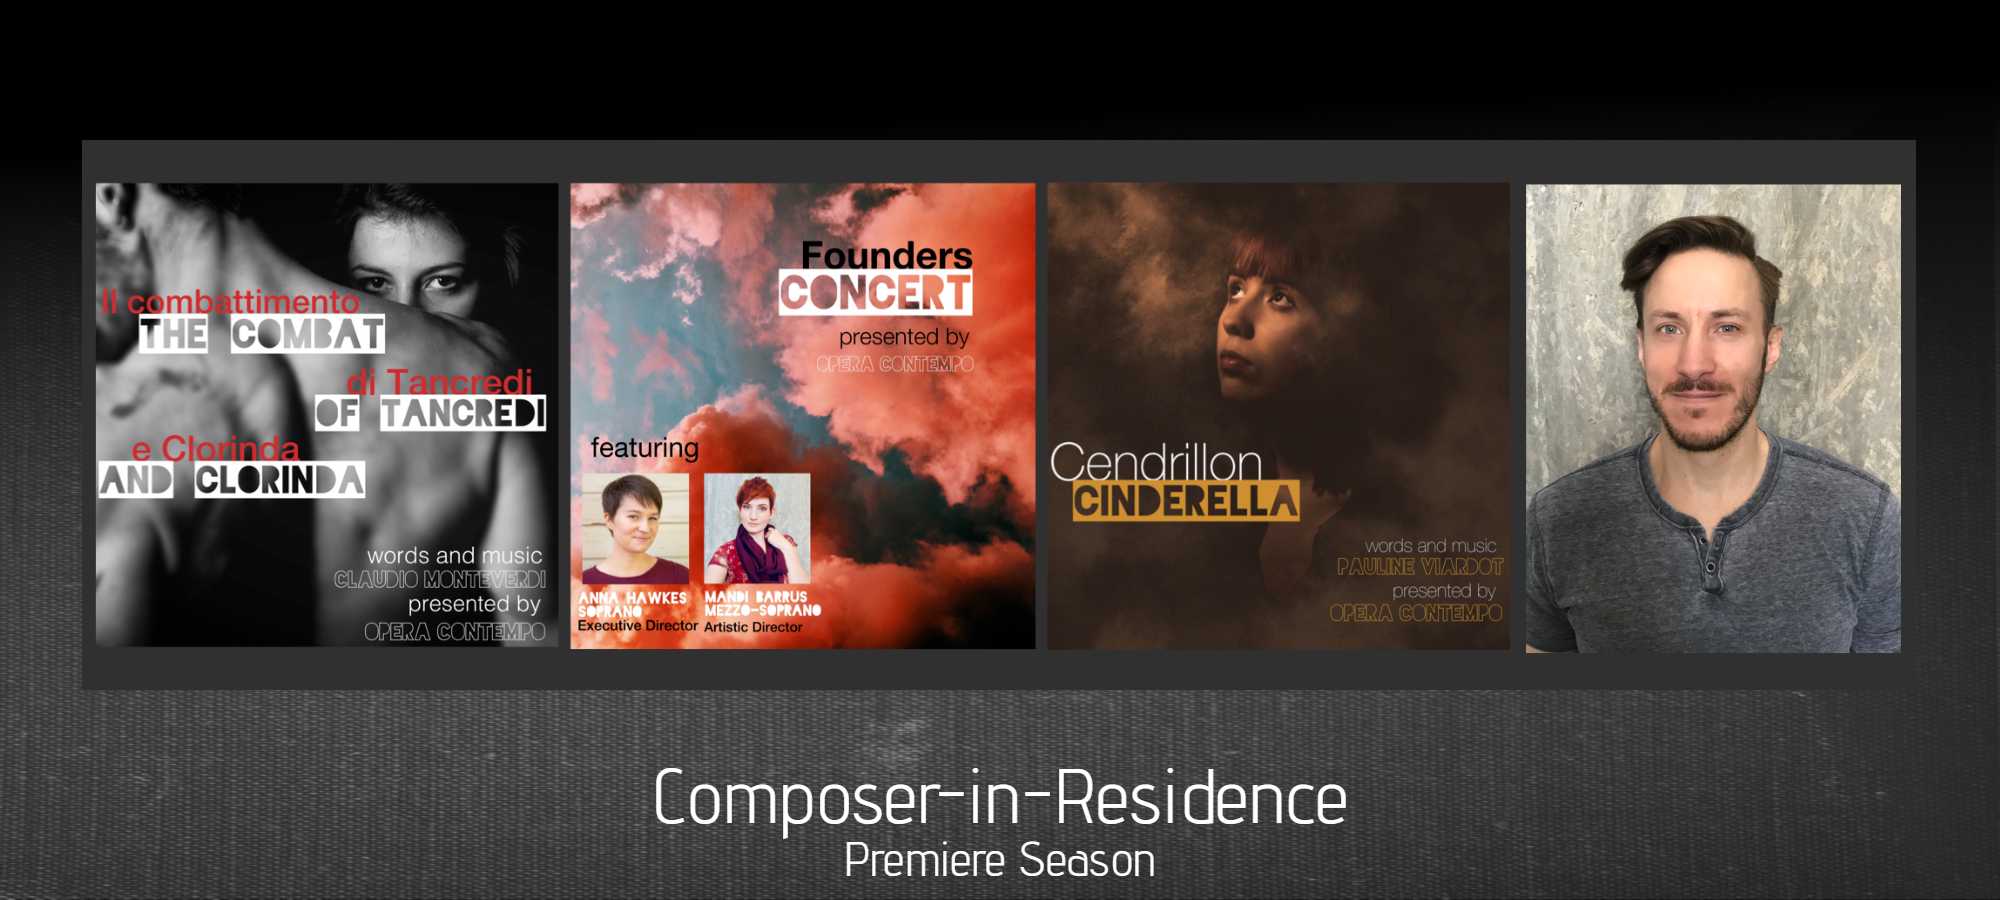 Il combattimento
THE COMBAT
di Tancredi
OF TANCREDI
e Clorinda
AND CLORINDA
words and music
CLAUDIO MONTEVERDI
presented by
OPERA CONTEMPO
Founders
CONCERT
presented by
OPERA CONTEMPO
featuring
ANNA HAWKES
SOPRANO
Executive Director
MANDI BARRUS
MEZZO-SOPRANO
Artistic Director
Cendrillon
CINDERELLA
words and music
PAULINE VIARDOT
presented by
OPERA CONTEMPO
Composer-in-Residence
Premiere Season